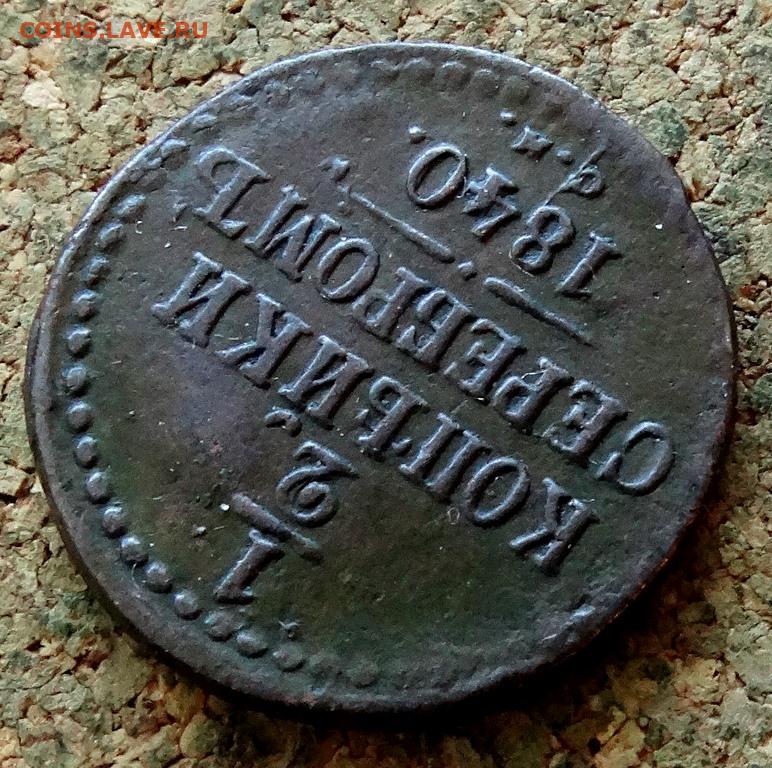 COINS.LAVE.RU
1
2
КОПѢЙКИ
СЕРЕБРОМЪ
1840.